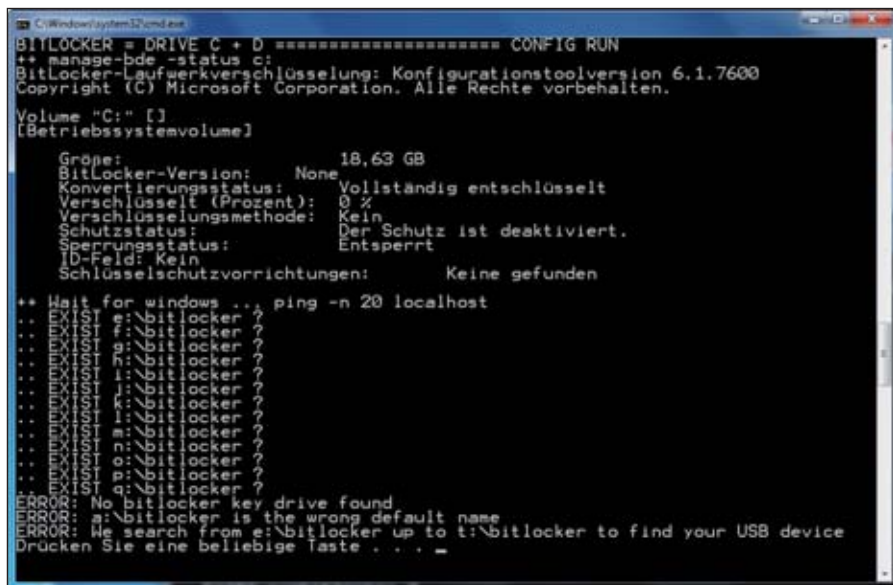 C:\Windows\system32\cmd.exe
BITLOCKER = DRIVE C + D ===================== CONFIG RUN
++ manage-bde -status c:
BitLocker-Laufwerkverschlüsselung: Konfigurationstoolversion 6.1.7600
Copyright (C) Microsoft Corporation. Alle Rechte vorbehalten.
Volume "C:" []
[Betriebssystemvolume]
Größe: 18,63 GB
BitLocker-Version: None
Konvertierungsstatus: Vollständig entschlüsselt
Verschlüsselt (Prozent): 0 %
Verschlüsselungsmethode: Kein
Schutzstatus: Der Schutz ist deaktiviert.
Sperrungsstatus: Entsperrt
ID-Feld: Kein
Schlüsselschutzvorrichtungen: Keine gefunden
++ Wait for windows ... ping -n 20 localhost
.. EXIST e:\bitlocker ?
.. EXIST f:\bitlocker ?
.. EXIST g:\bitlocker ?
.. EXIST h:\bitlocker ?
.. EXIST i:\bitlocker ?
.. EXIST j:\bitlocker ?
.. EXIST k:\bitlocker ?
.. EXIST l:\bitlocker ?
.. EXIST m:\bitlocker ?
.. EXIST n:\bitlocker ?
.. EXIST o:\bitlocker ?
.. EXIST p:\bitlocker ?
.. EXIST q:\bitlocker ?
ERROR: No bitlocker key drive found
ERROR: a:\bitlocker is the wrong default name
ERROR: We search from e:\bitlocker up to t:\bitlocker to find your USB device
Drücken Sie eine beliebige Taste . . . _